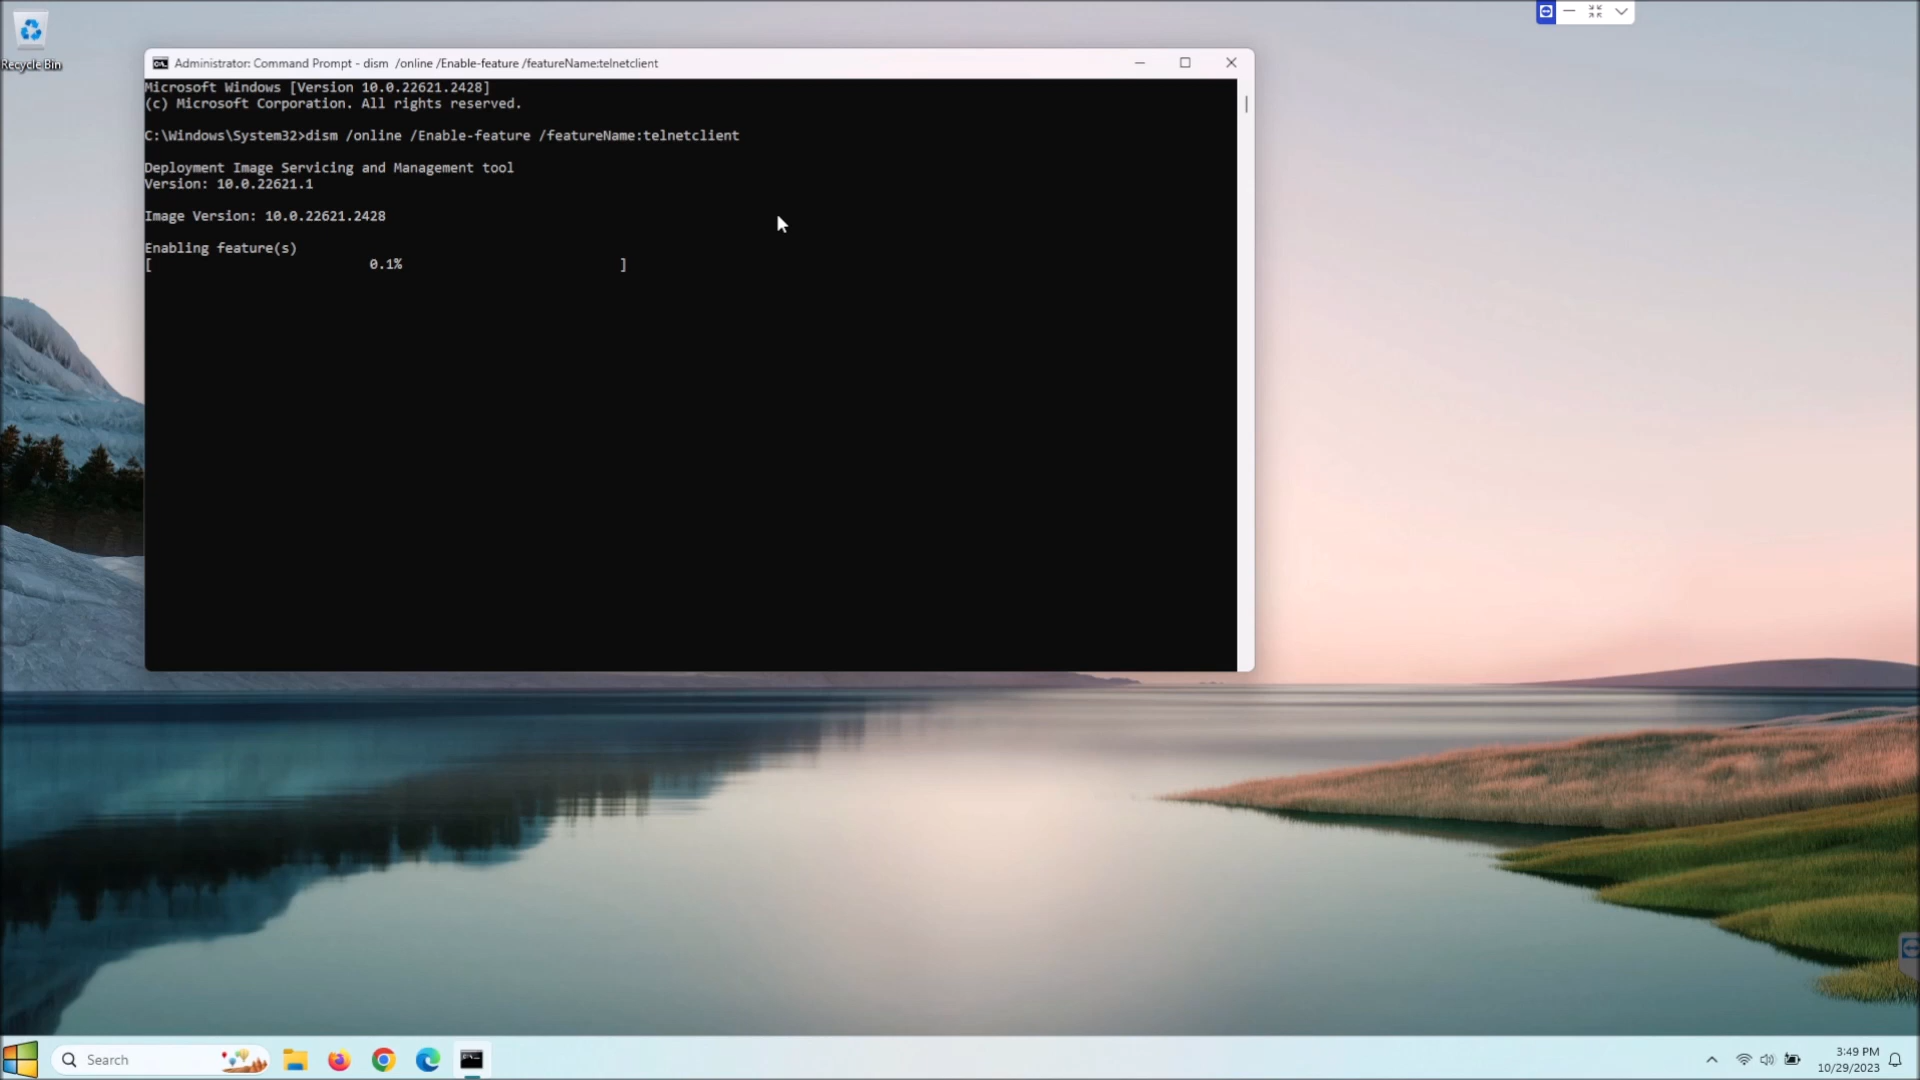 Recycle Bin
Administrator: Command Prompt - dism  /online /Enable-feature /featureName:telnetclient
Microsoft Windows [Version 10.0.22621.2428]
(c) Microsoft Corporation. All rights reserved.
C:\Windows\System32>dism /online /Enable-feature /featureName:telnetclient
Deployment Image Servicing and Management tool
Version: 10.0.22621.1
Image Version: 10.0.22621.2428
Enabling feature(s)
[                           0.1%                           ]
Search
3:49 PM
10/29/2023